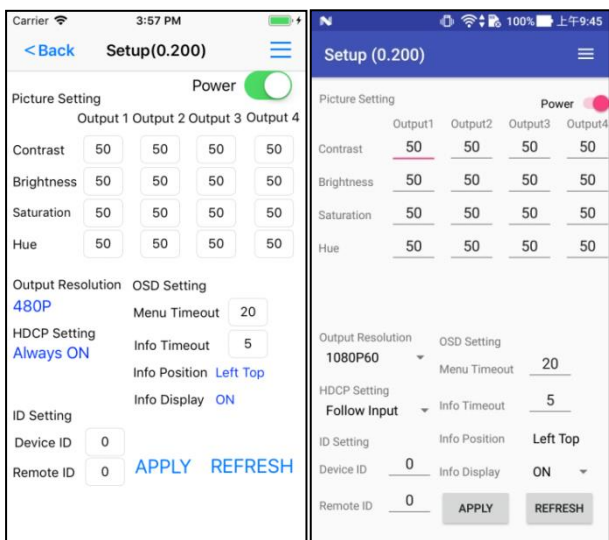 Carrier 3:57 PM
< Back Setup(0.200)
Power
Picture Setting
Output 1 Output 2 Output 3 Output 4
Contrast 50 50 50 50
Brightness 50 50 50 50
Saturation 50 50 50 50
Hue 50 50 50 50
Output Resolution OSD Setting
480P
Menu Timeout 20
HDCP Setting
Always ON
Info Timeout 5
Info Position Left Top
Info Display ON
ID Setting
Device ID 0
Remote ID 0
APPLY REFRESH
100% 上午9:45
Setup (0.200)
Picture Setting
Power
Output1 Output2 Output3 Output4
Contrast 50 50 50 50
Brightness 50 50 50 50
Saturation 50 50 50 50
Hue 50 50 50 50
Output Resolution OSD Setting
1080P60
Menu Timeout 20
HDCP Setting
Follow Input
Info Timeout 5
ID Setting Info Position Left Top
Device ID 0 Info Display ON
Remote ID 0 APPLY REFRESH